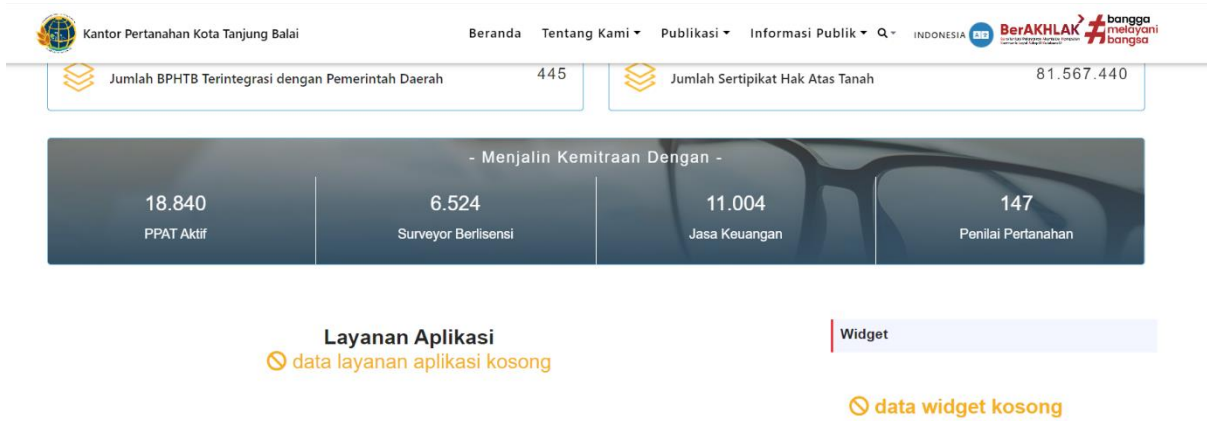 Kantor Pertanahan Kota Tanjung Balai
Beranda Tentang Kami Publikasi Informasi Publik INDONESIA BerAKHLAK # bangga melayani bangsa
Jumlah BPHTB Terintegrasi dengan Pemerintah Daerah 445
Jumlah Sertipikat Hak Atas Tanah 81.567.440
- Menjalin Kemitraan Dengan -
18.840 6.524 11.004 147
PPAT Aktif Surveyor Berlisensi Jasa Keuangan Penilai Pertanahan
Layanan Aplikasi
data layanan aplikasi kosong
Widget
data widget kosong